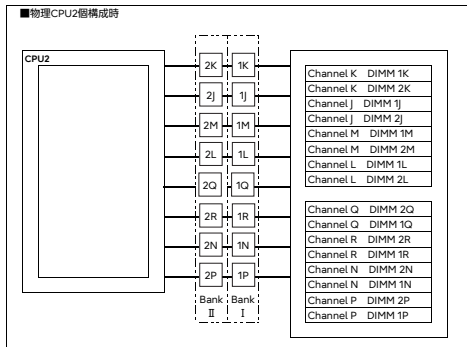 ■物理CPU2個構成時
CPU2
2K 1K
2J 1J
2M 1M
2L 1L
2Q 1Q
2R 1R
2N 1N
2P 1P
Bank Bank
Ⅱ Ⅰ
Channel K DIMM 1K
Channel K DIMM 2K
Channel J DIMM 1J
Channel J DIMM 2J
Channel M DIMM 1M
Channel M DIMM 2M
Channel L DIMM 1L
Channel L DIMM 2L
Channel Q DIMM 2Q
Channel Q DIMM 1Q
Channel R DIMM 2R
Channel R DIMM 1R
Channel N DIMM 2N
Channel N DIMM 1N
Channel P DIMM 2P
Channel P DIMM 1P